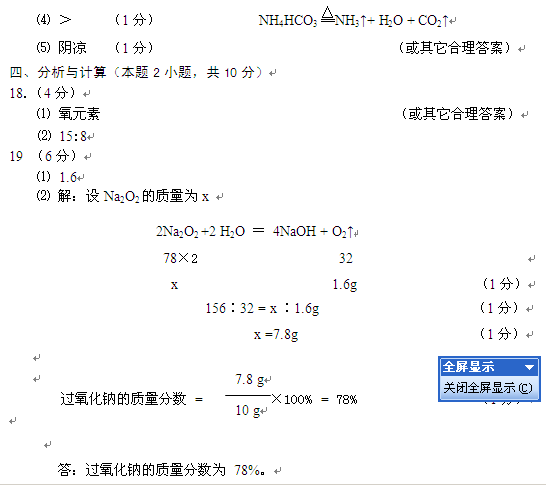 (4) ＞ （1 分） NH4HCO3 △═ NH3↑+ H2O + CO2↑
(5) 阴凉 （1 分） （或其它合理答案）
四、分析与计算（本题 2 小题，共 10 分）
18.（4 分）
(1) 氧元素 （或其它合理答案）
(2) 15:8
19 （6 分）
(1) 1.6
(2) 解：设 Na2O2 的质量为 x
2Na2O2 +2 H2O ＝ 4NaOH + O2↑
78×2 32
x 1.6g （1 分）
156∶32 = x ∶1.6g （1 分）
x =7.8g （1 分）
全屏显示
关闭全屏显示(C)
过氧化钠的质量分数 = 7.8 g/10 g ×100% = 78%
答：过氧化钠的质量分数为 78%。